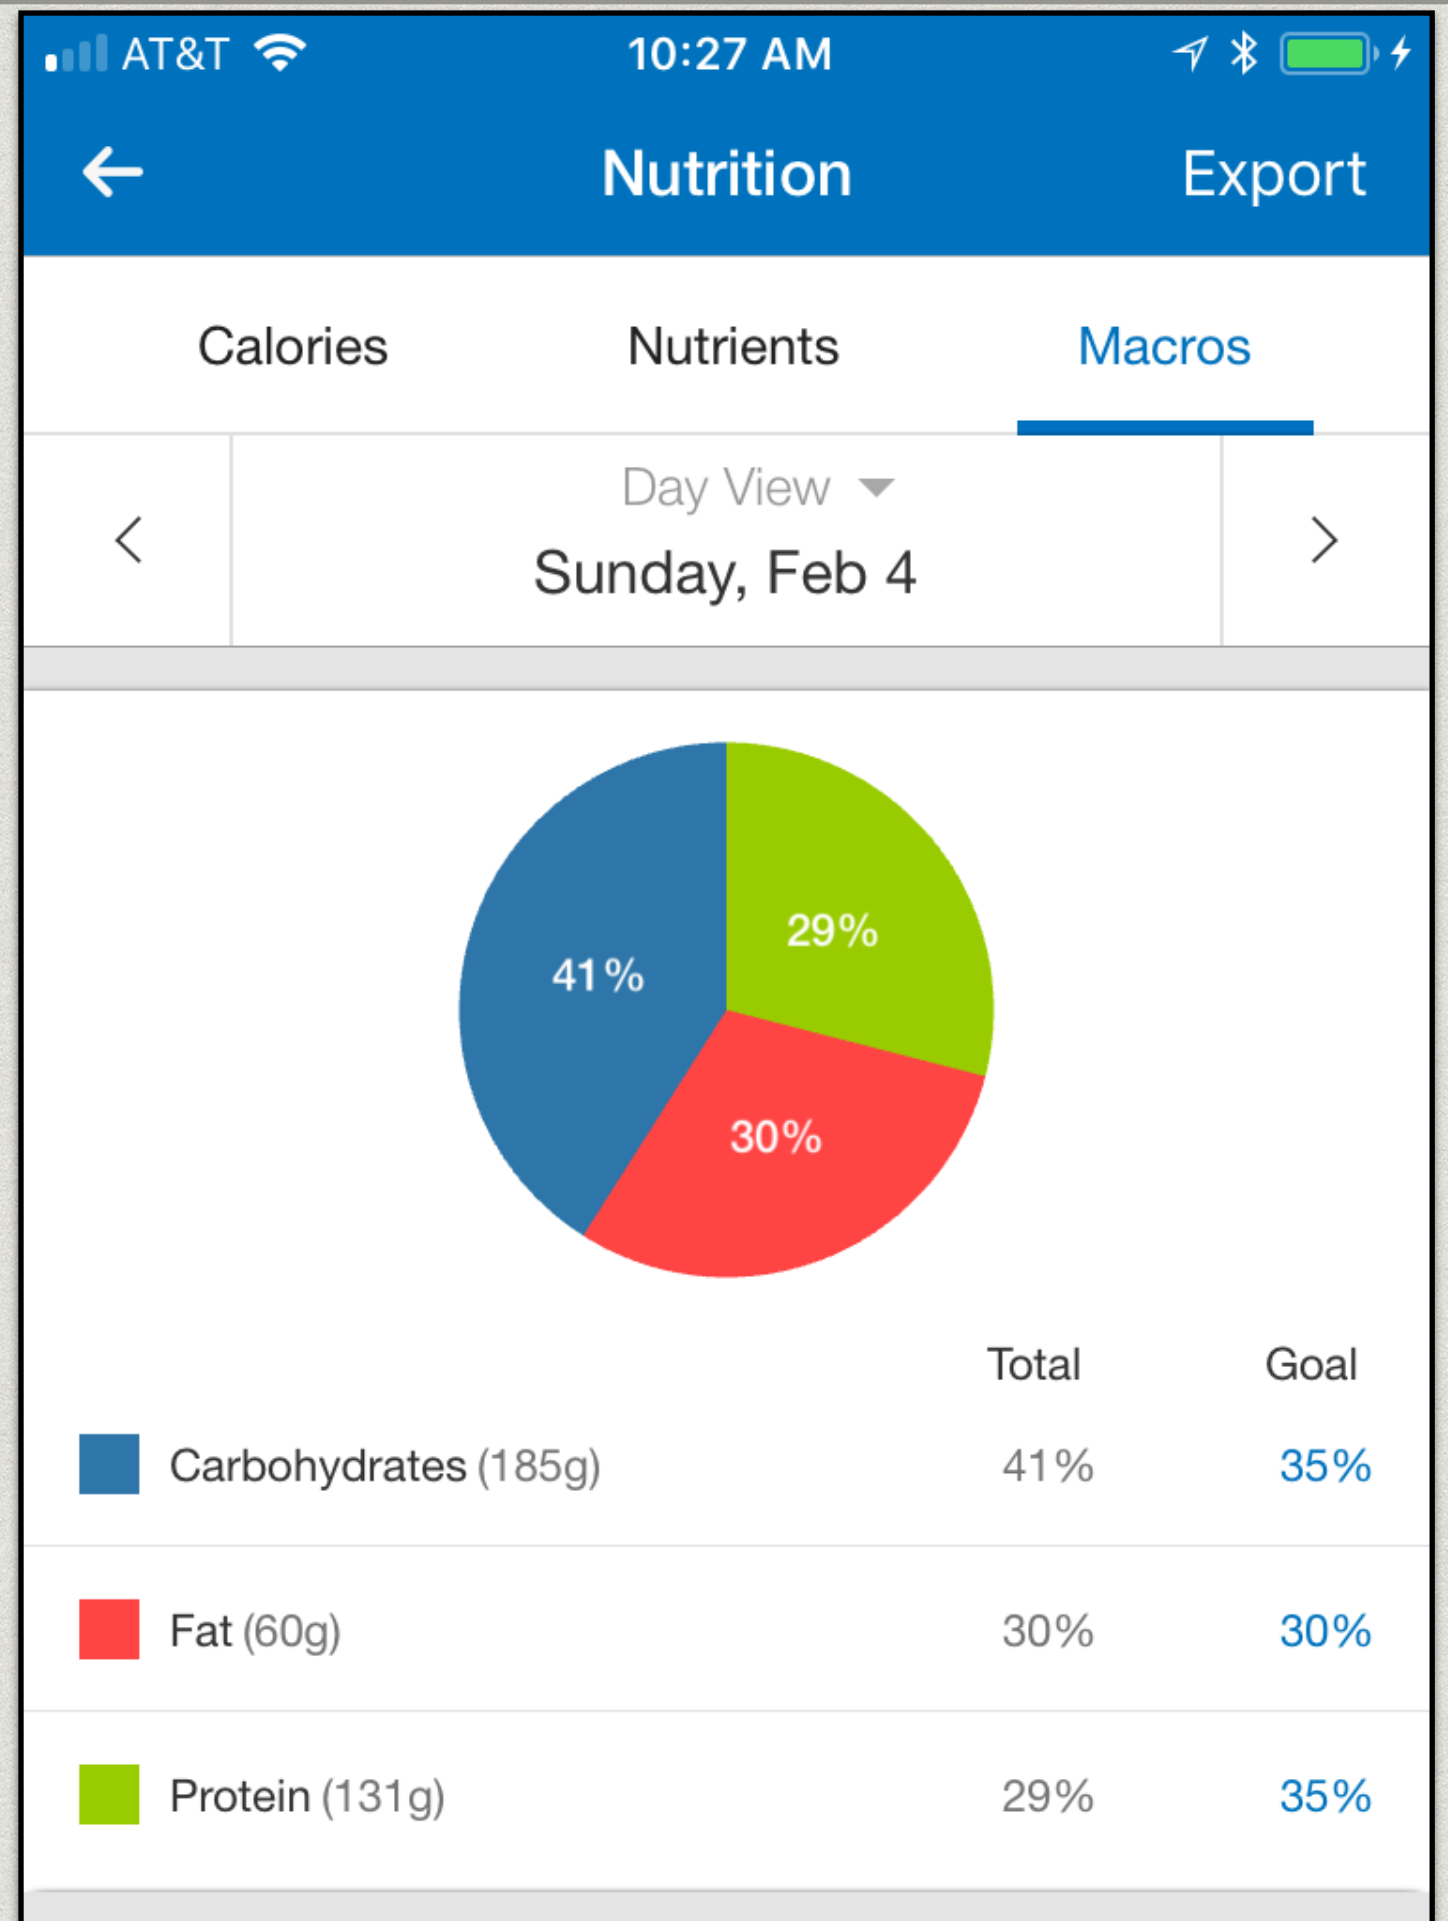 AT&T 10:27 AM
Nutrition Export
Calories Nutrients Macros
Day View
Sunday, Feb 4
29%
41%
30%
Total Goal
Carbohydrates (185g) 41% 35%
Fat (60g) 30% 30%
Protein (131g) 29% 35%